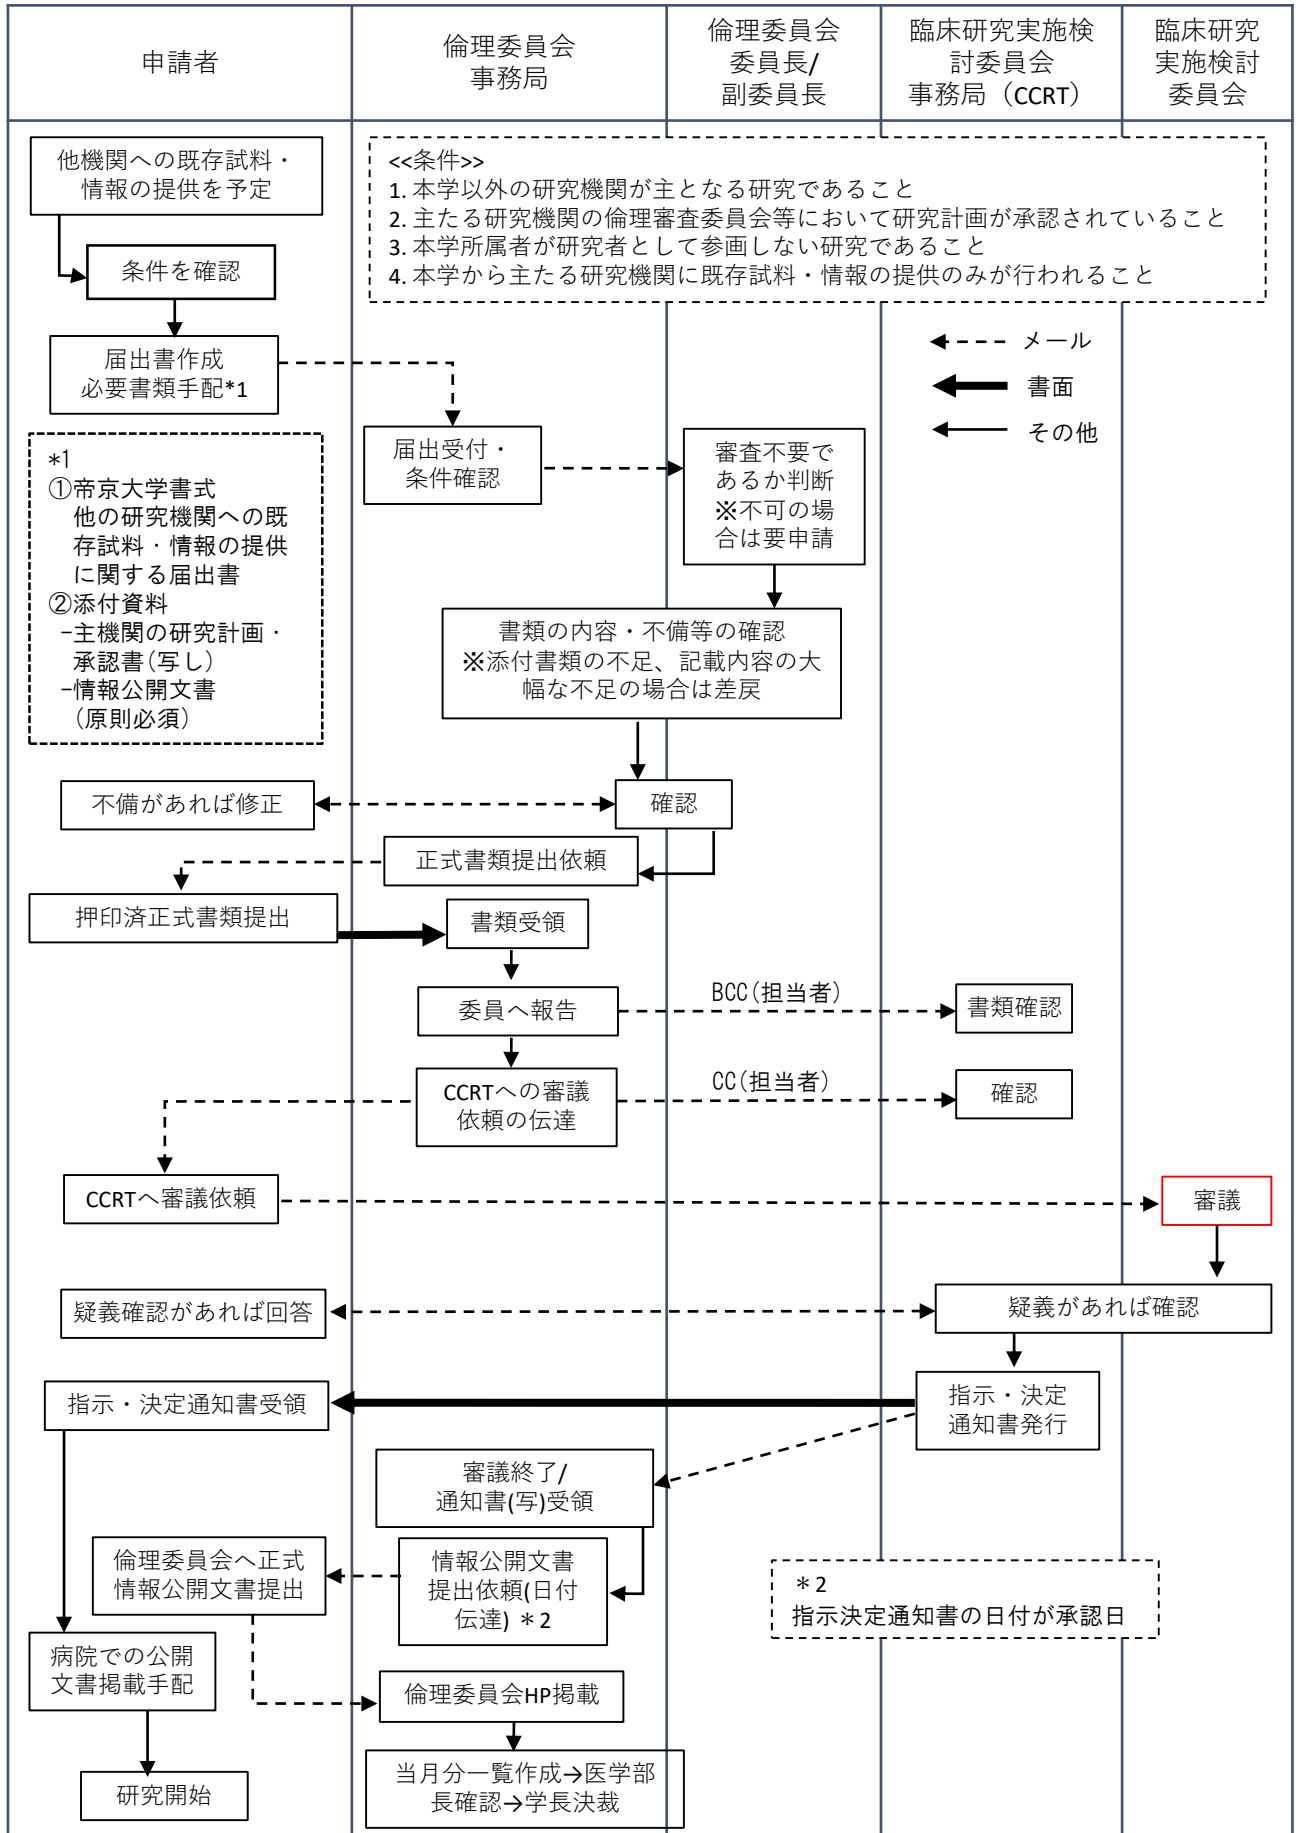 申請者
倫理委員会
事務局
倫理委員会
委員長/
副委員長
臨床研究実施検
討委員会
事務局（CCRT）
臨床研究
実施検討
委員会
他機関への既存試料・
情報の提供を予定
<<条件>>
1. 本学以外の研究機関が主となる研究であること
2. 主たる研究機関の倫理審査委員会等において研究計画が承認されていること
3. 本学所属者が研究者として参画しない研究であること
4. 本学から主たる研究機関に既存試料・情報の提供のみが行われること
条件を確認
届出書作成
必要書類手配*1
メール
書面
その他
*1
①帝京大学書式
他の研究機関への既
存試料・情報の提供
に関する届出書
②添付資料
-主機関の研究計画・
承認書(写し)
-情報公開文書
(原則必須)
届出受付・
条件確認
審査不要で
あるか判断
※不可の場
合は要申請
書類の内容・不備等の確認
※添付書類の不足、記載内容の大
幅な不足の場合は差戻
不備があれば修正
確認
正式書類提出依頼
押印済正式書類提出
書類受領
委員へ報告
BCC(担当者)
書類確認
CCRTへの審議
依頼の伝達
CC(担当者)
確認
CCRTへ審議依頼
審議
疑義確認があれば回答
疑義があれば確認
指示・決定通知書受領
指示・決定
通知書発行
審議終了/
通知書(写)受領
倫理委員会へ正式
情報公開文書提出
情報公開文書
提出依頼(日付
伝達)＊2
＊2
指示決定通知書の日付が承認日
病院での公開
文書掲載手配
倫理委員会HP掲載
研究開始
当月分一覧作成→医学部
長確認→学長決裁